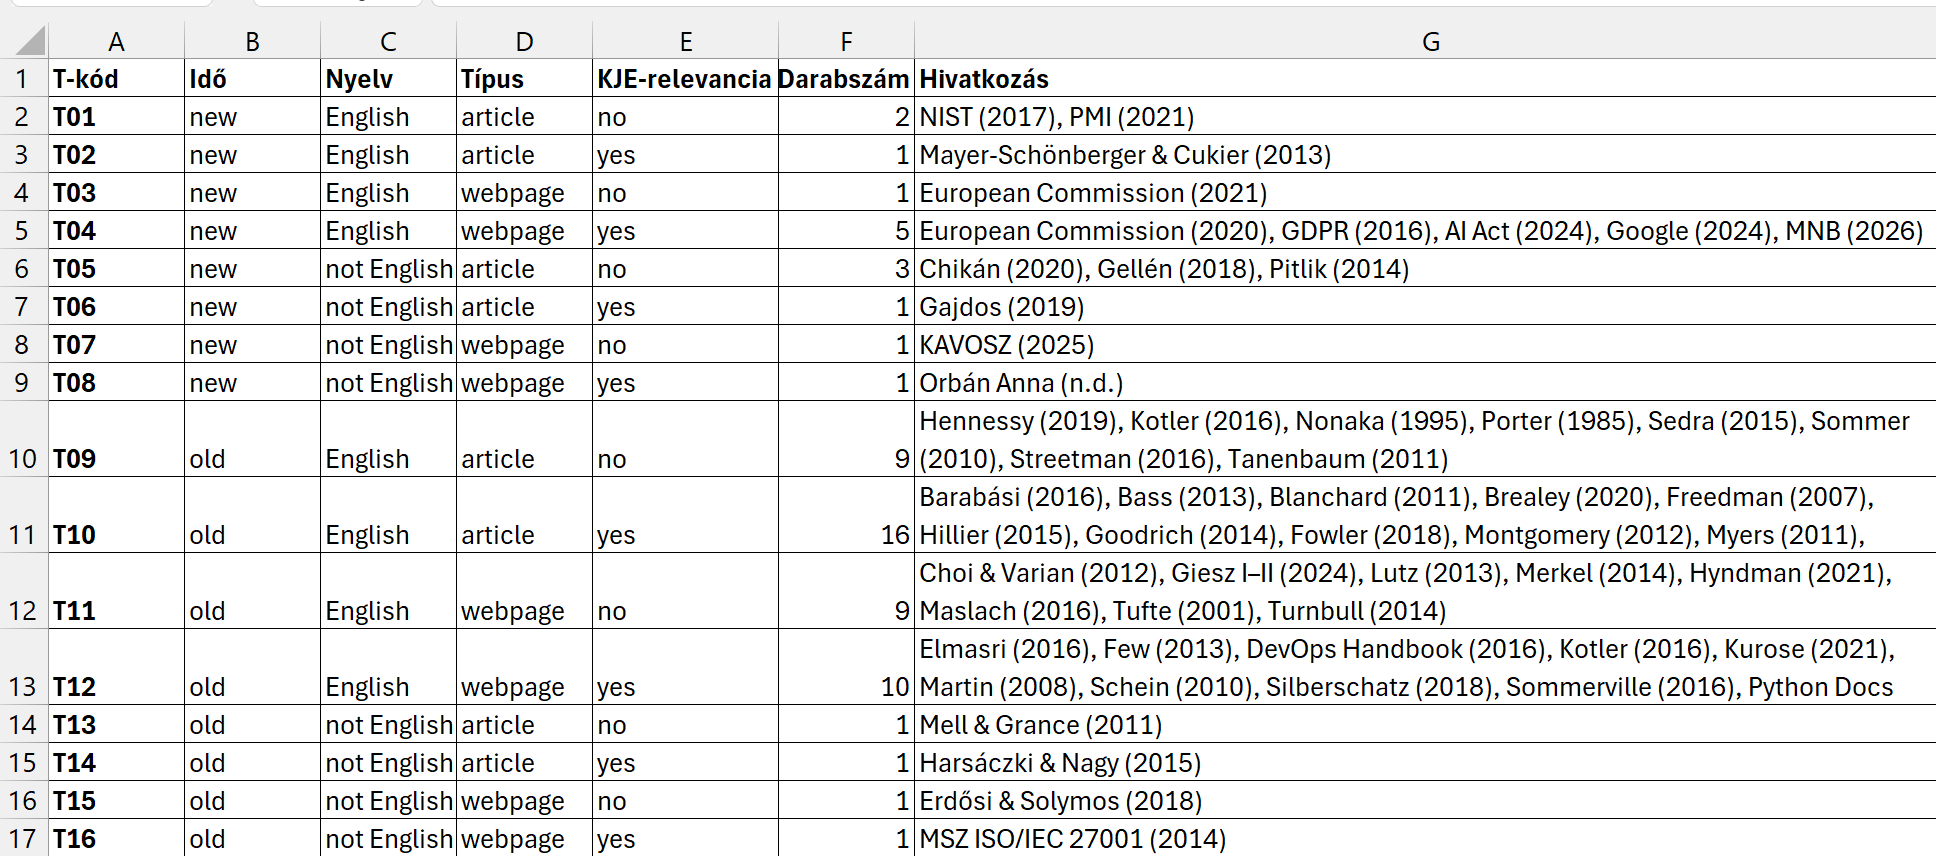 A B C D E F G
1 T-kód Idő Nyelv Típus KJE-relevancia Darabszám Hivatkozás
2 T01 new English article no 2 NIST (2017), PMI (2021)
3 T02 new English article yes 1 Mayer-Schönberger & Cukier (2013)
4 T03 new English webpage no 1 European Commission (2021)
5 T04 new English webpage yes 5 European Commission (2020), GDPR (2016), AI Act (2024), Google (2024), MNB (2026)
6 T05 new not English article no 3 Chikán (2020), Gellén (2018), Pitlik (2014)
7 T06 new not English article yes 1 Gajdos (2019)
8 T07 new not English webpage no 1 KAVOSZ (2025)
9 T08 new not English webpage yes 1 Orbán Anna (n.d.)
Hennessy (2019), Kotler (2016), Nonaka (1995), Porter (1985), Sedra (2015), Sommer
10 T09 old English article no 9 (2010), Streetman (2016), Tanenbaum (2011)
Barabási (2016), Bass (2013), Blanchard (2011), Brealey (2020), Freedman (2007),
11 T10 old English article yes 16 Hillier (2015), Goodrich (2014), Fowler (2018), Montgomery (2012), Myers (2011),
Choi & Varian (2012), Giesz I–II (2024), Lutz (2013), Merkel (2014), Hyndman (2021),
12 T11 old English webpage no 9 Maslach (2016), Tufte (2001), Turnbull (2014)
Elmasri (2016), Few (2013), DevOps Handbook (2016), Kotler (2016), Kurose (2021),
13 T12 old English webpage yes 10 Martin (2008), Schein (2010), Silberschatz (2018), Sommerville (2016), Python Docs
14 T13 old not English article no 1 Mell & Grance (2011)
15 T14 old not English article yes 1 Harsáczki & Nagy (2015)
16 T15 old not English webpage no 1 Erdősi & Solymos (2018)
17 T16 old not English webpage yes 1 MSZ ISO/IEC 27001 (2014)